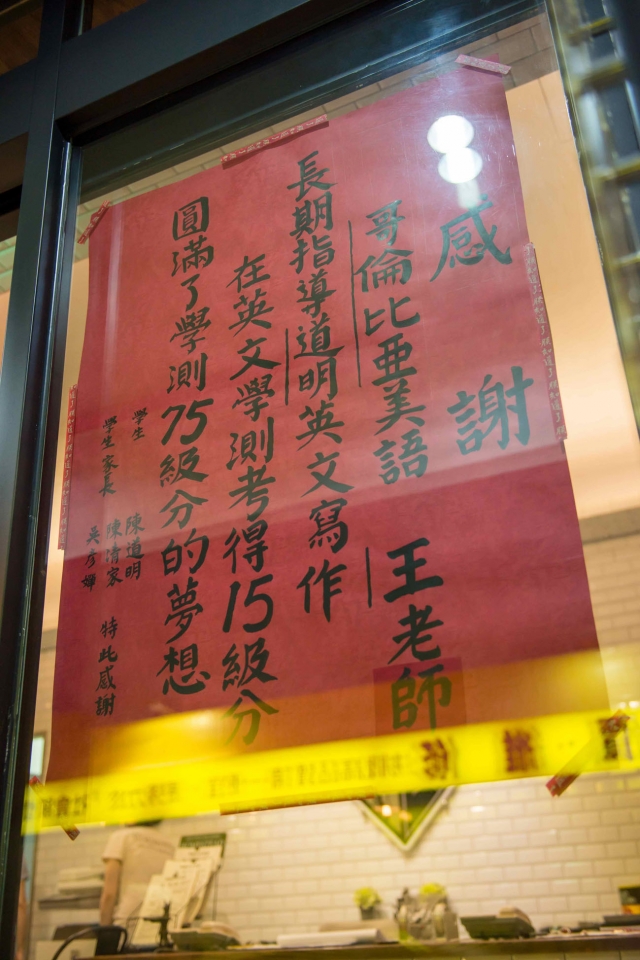 感謝
哥倫比亜美語 王老師
長期指導道明英文寫作
在英文學測考得15級分
圓滿了學測75級分的夢想
學生 陳道明
學生家長 陳清家
吳彥嬋
特此感謝